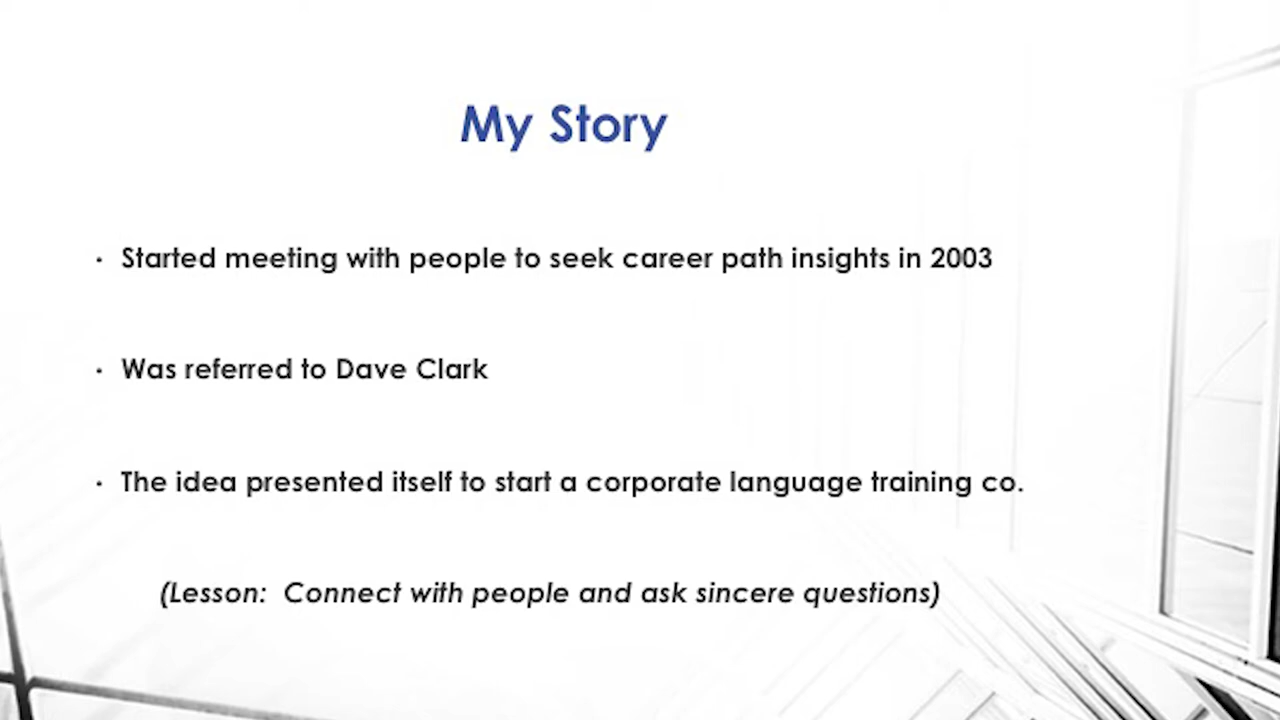 My Story
· Started meeting with people to seek career path insights in 2003
· Was referred to Dave Clark
· The idea presented itself to start a corporate language training co.
(Lesson:  Connect with people and ask sincere questions)